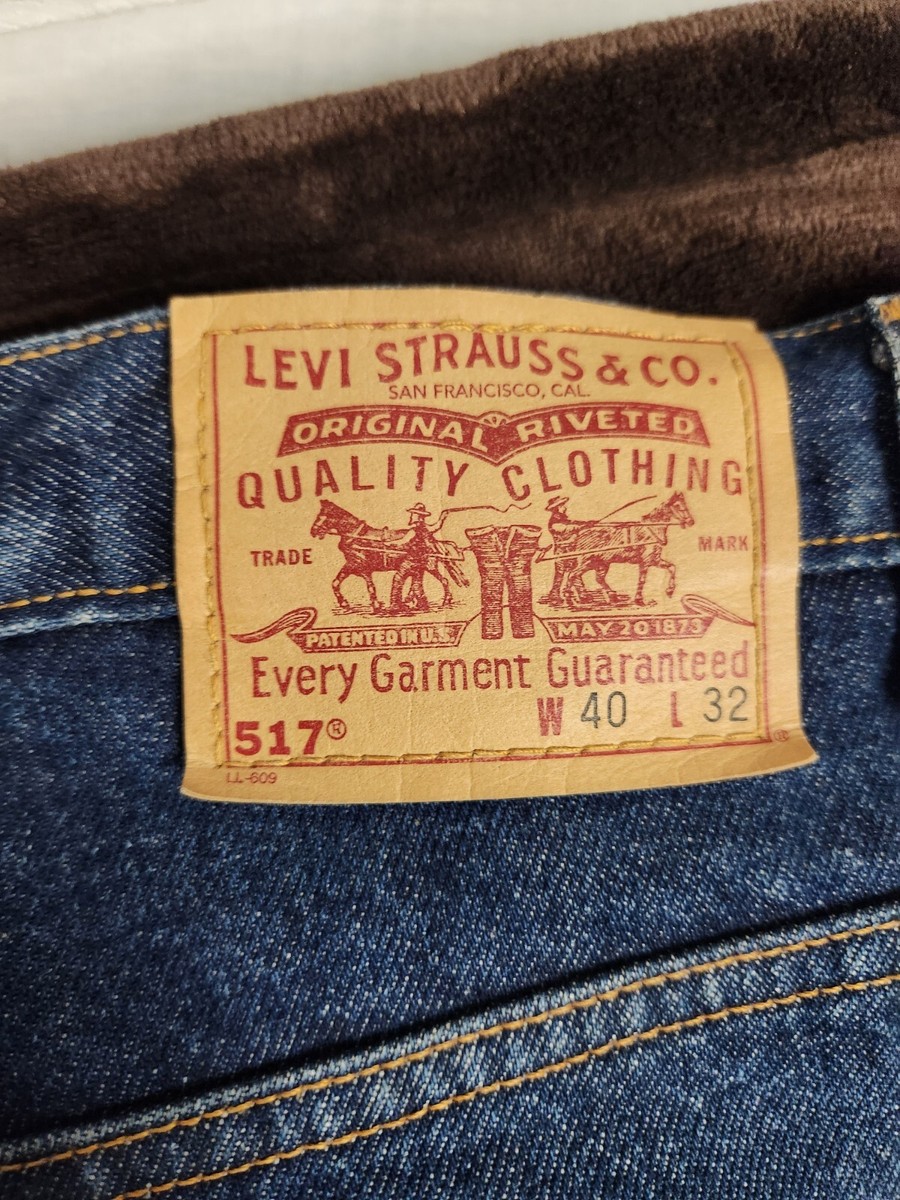 LEVI STRAUSS & CO.
SAN FRANCISCO, CAL.
ORIGINAL RIVETED
QUALITY CLOTHING
TRADE MARK
PATENTED IN U.S. MAY 20 1873
Every Garment Guaranteed
517® W 40 L 32
®
LL-609